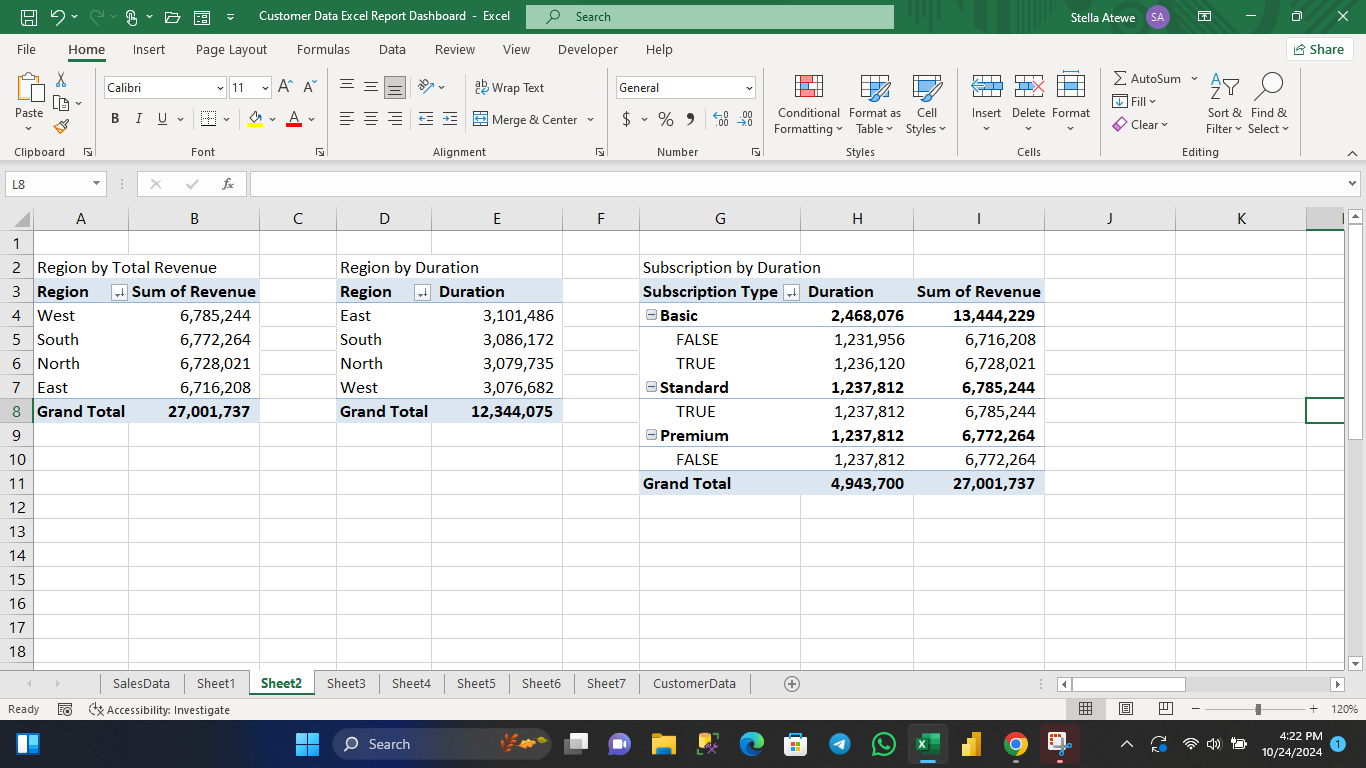 Customer Data Excel Report Dashboard - Excel
Search
Stella Atewe
SA
File Home Insert Page Layout Formulas Data Review View Developer Help
Share
Calibri 11
Wrap Text
General
AutoSum
Paste
B I U
A
Merge & Center
$ % 9
Conditional Formatting
Format as Table
Cell Styles
Insert Delete Format
Fill
Clear
Sort & Filter
Find & Select
Clipboard Font Alignment Number Styles Cells Editing
L8
fx
A B C D E F G H I J K
1
2 Region by Total Revenue Region by Duration Subscription by Duration
3 Region Sum of Revenue Region Duration Subscription Type Duration Sum of Revenue
4 West 6,785,244 East 3,101,486 Basic 2,468,076 13,444,229
5 South 6,772,264 South 3,086,172 FALSE 1,231,956 6,716,208
6 North 6,728,021 North 3,079,735 TRUE 1,236,120 6,728,021
7 East 6,716,208 West 3,076,682 Standard 1,237,812 6,785,244
8 Grand Total 27,001,737 Grand Total 12,344,075 TRUE 1,237,812 6,785,244
9 Premium 1,237,812 6,772,264
10 FALSE 1,237,812 6,772,264
11 Grand Total 4,943,700 27,001,737
12
13
14
15
16
17
18
SalesData Sheet1 Sheet2 Sheet3 Sheet4 Sheet5 Sheet6 Sheet7 CustomerData
Ready Accessibility: Investigate 120%
Search
4:22 PM
10/24/2024
1